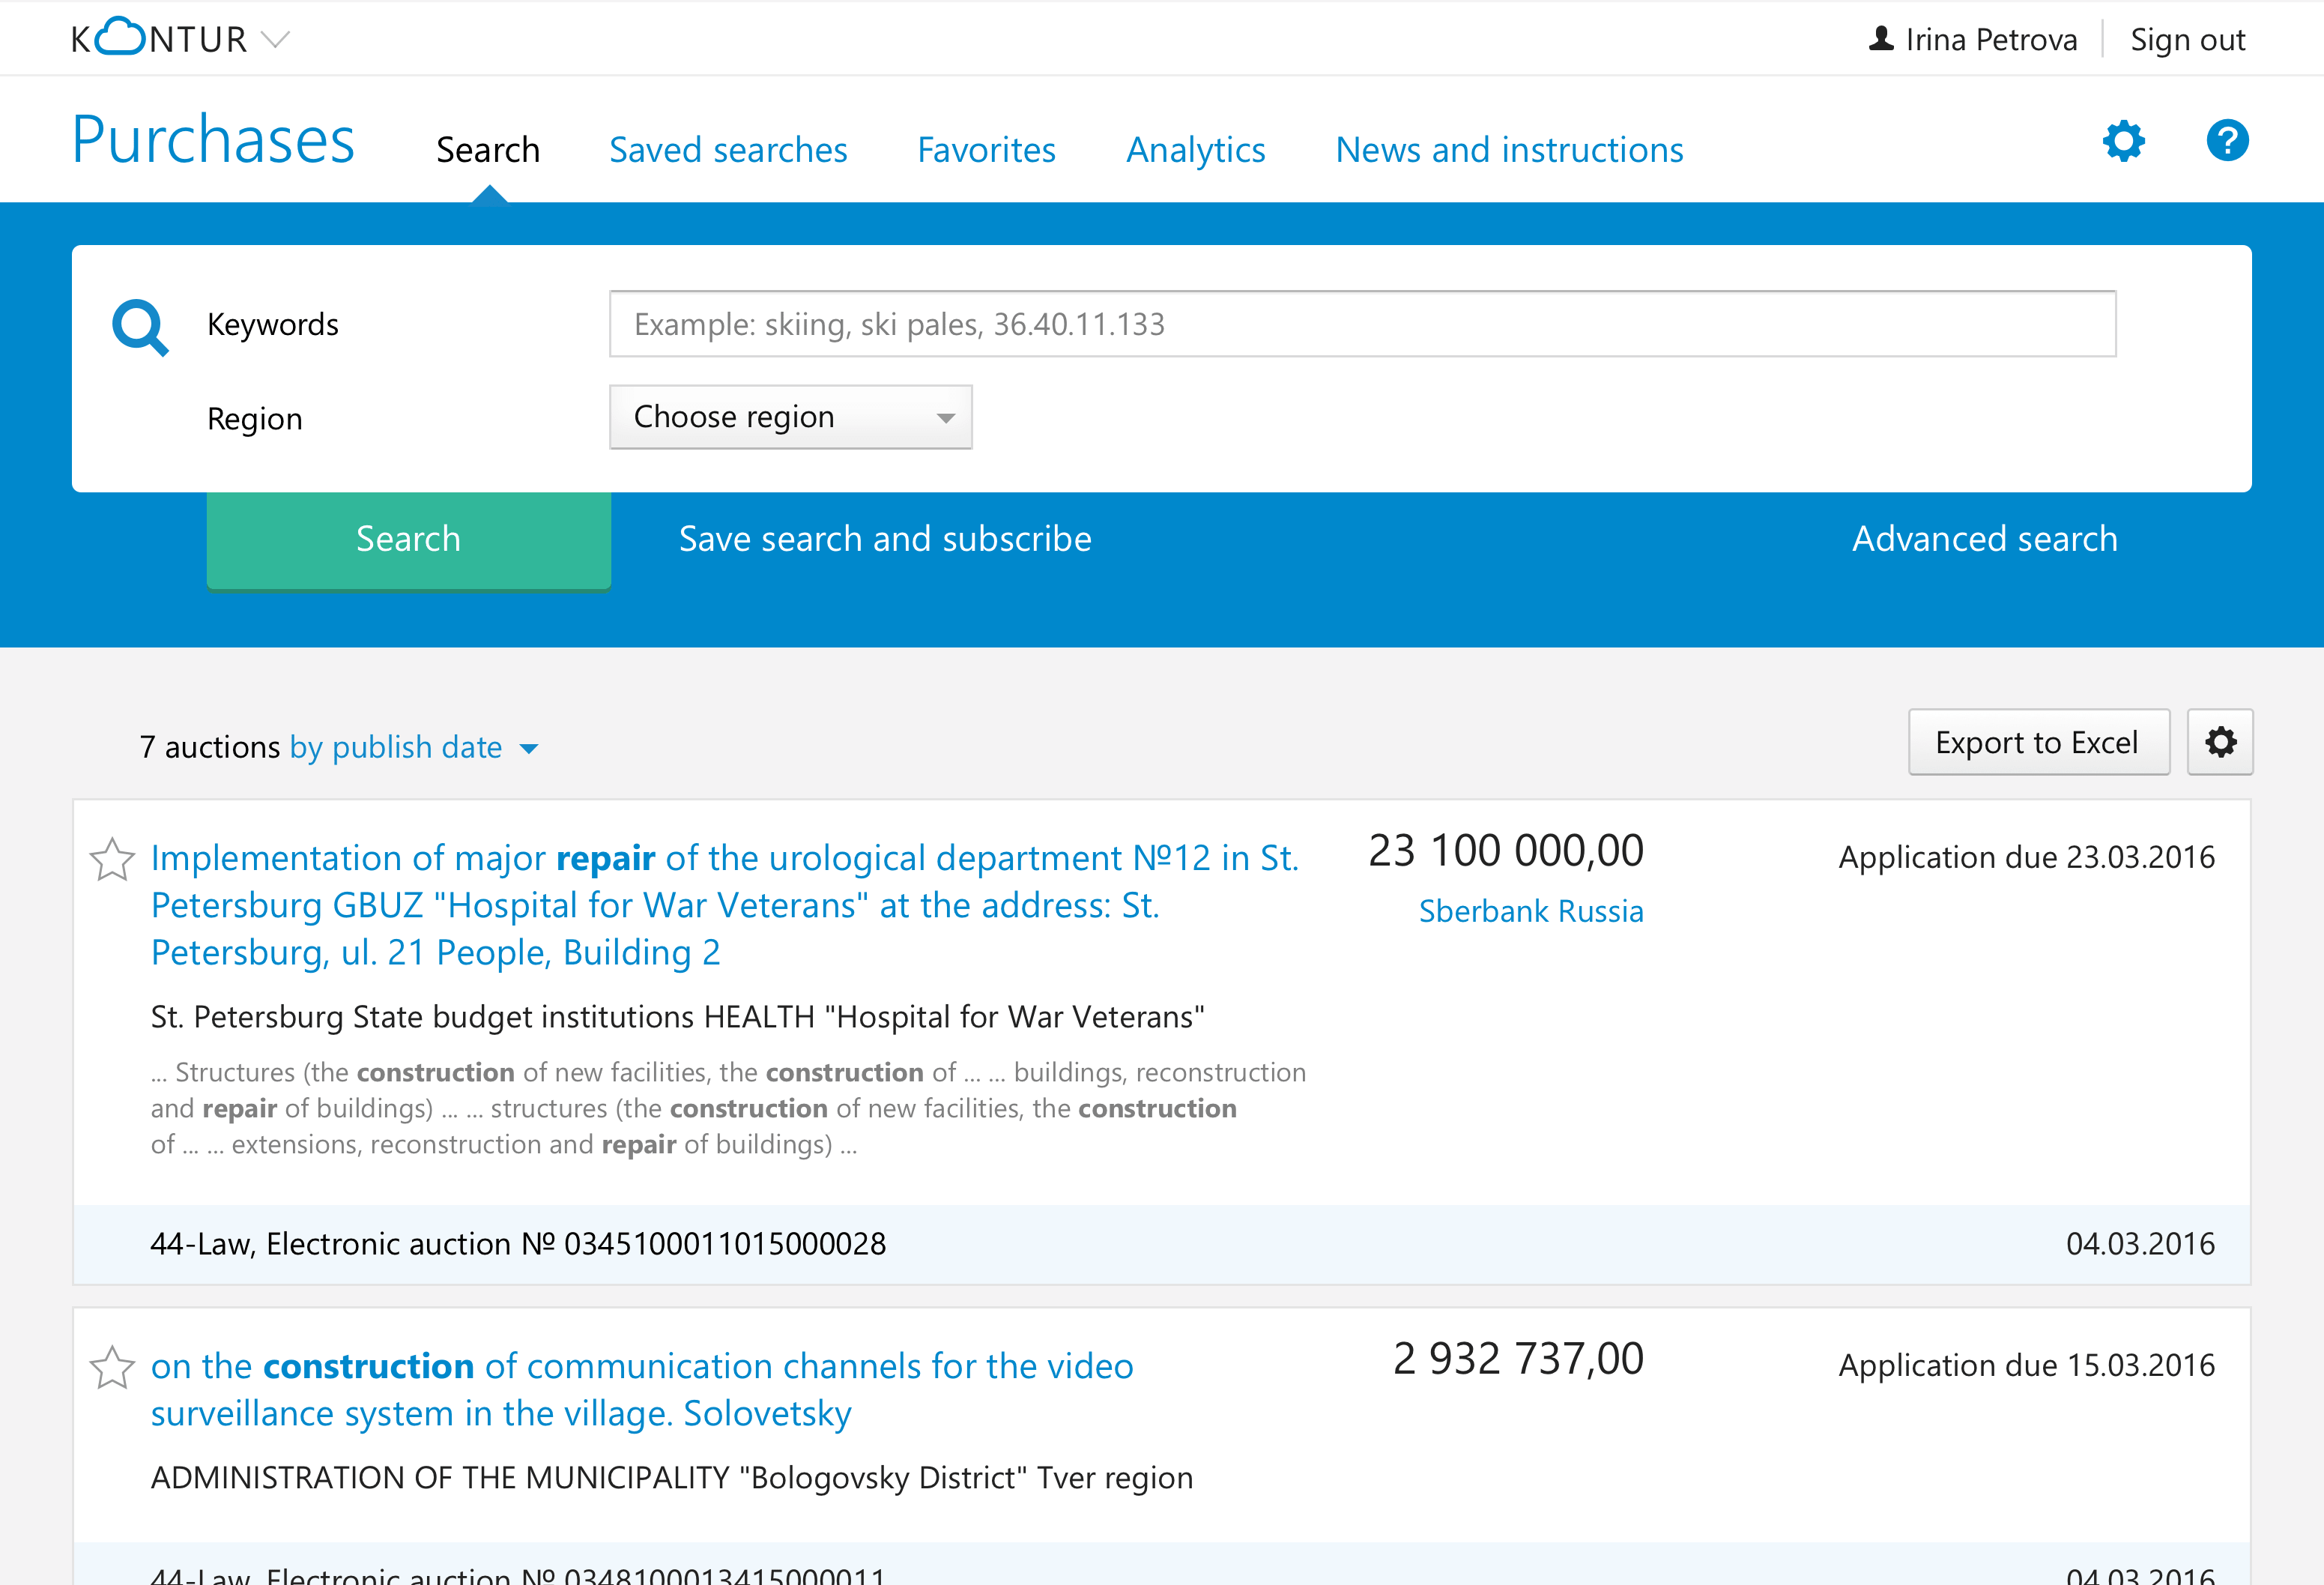 KONTUR
Irina Petrova
Sign out
Purchases
Search
Saved searches
Favorites
Analytics
News and instructions
Keywords
Example: skiing, ski pales, 36.40.11.133
Region
Choose region
Search
Save search and subscribe
Advanced search
7 auctions by publish date
Export to Excel
Implementation of major repair of the urological department №12 in St.
Petersburg GBUZ "Hospital for War Veterans" at the address: St.
Petersburg, ul. 21 People, Building 2
23 100 000,00
Sberbank Russia
Application due 23.03.2016
St. Petersburg State budget institutions HEALTH "Hospital for War Veterans"
... Structures (the construction of new facilities, the construction of ... ... buildings, reconstruction
and repair of buildings) ... ... structures (the construction of new facilities, the construction
of ... ... extensions, reconstruction and repair of buildings) ...
44-Law, Electronic auction № 0345100011015000028
04.03.2016
on the construction of communication channels for the video
surveillance system in the village. Solovetsky
2 932 737,00
Application due 15.03.2016
ADMINISTRATION OF THE MUNICIPALITY "Bologovsky District" Tver region
44-Law, Electronic auction № 0348100013415000011
04.03.2016